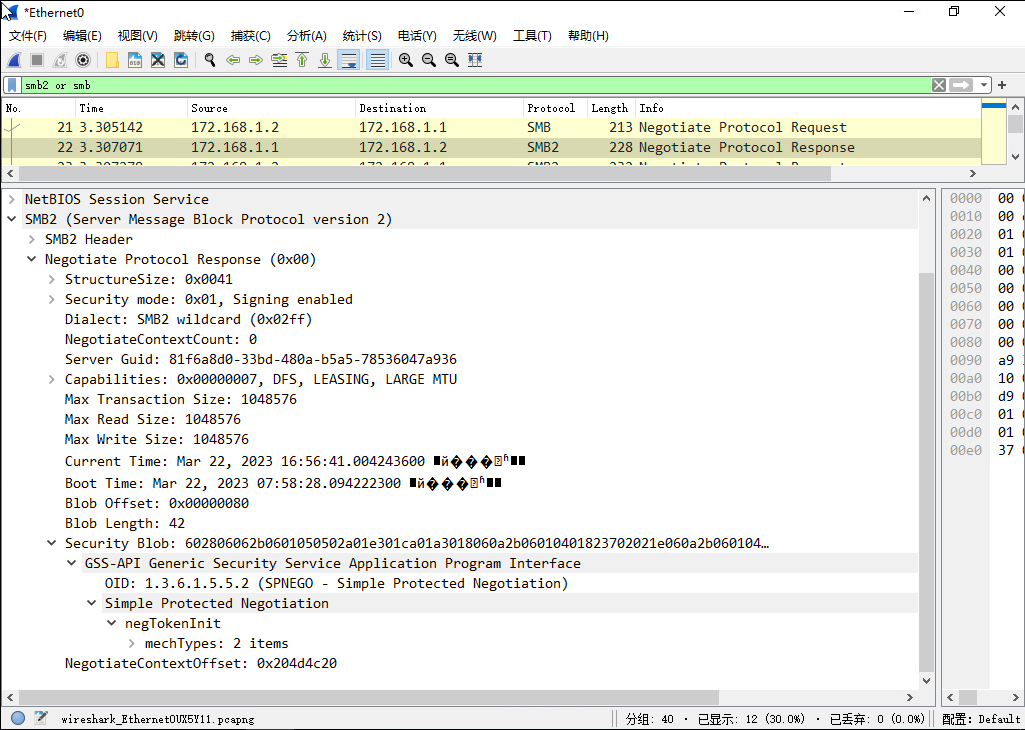 *Ethernet0
文件(F) 编辑(E) 视图(V) 跳转(G) 捕获(C) 分析(A) 统计(S) 电话(Y) 无线(W) 工具(T) 帮助(H)
smb2 or smb
No. Time Source Destination Protocol Length Info
21 3.305142 172.168.1.2 172.168.1.1 SMB 213 Negotiate Protocol Request
22 3.307071 172.168.1.1 172.168.1.2 SMB2 228 Negotiate Protocol Response
NetBIOS Session Service
SMB2 (Server Message Block Protocol version 2)
SMB2 Header
Negotiate Protocol Response (0x00)
StructureSize: 0x0041
Security mode: 0x01, Signing enabled
Dialect: SMB2 wildcard (0x02ff)
NegotiateContextCount: 0
Server Guid: 81f6a8d0-33bd-480a-b5a5-78536047a936
Capabilities: 0x00000007, DFS, LEASING, LARGE MTU
Max Transaction Size: 1048576
Max Read Size: 1048576
Max Write Size: 1048576
Current Time: Mar 22, 2023 16:56:41.004243600
Boot Time: Mar 22, 2023 07:58:28.094222300
Blob Offset: 0x00000080
Blob Length: 42
Security Blob: 602806062b0601050502a01e301ca01a3018060a2b06010401823702021e060a2b060104…
GSS-API Generic Security Service Application Program Interface
OID: 1.3.6.1.5.5.2 (SPNEGO - Simple Protected Negotiation)
Simple Protected Negotiation
negTokenInit
mechTypes: 2 items
NegotiateContextOffset: 0x204d4c20
0000 00
0010 00
0020 01
0030 01
0040 00
0050 00
0060 00
0070 00
0080 00
0090 a9
00a0 10
00b0 d9
00c0 01
00d0 01
00e0 37
wireshark_Ethernet0UX5Y11.pcapng
分组: 40 · 已显示: 12 (30.0%) · 已丢弃: 0 (0.0%)
配置: Default